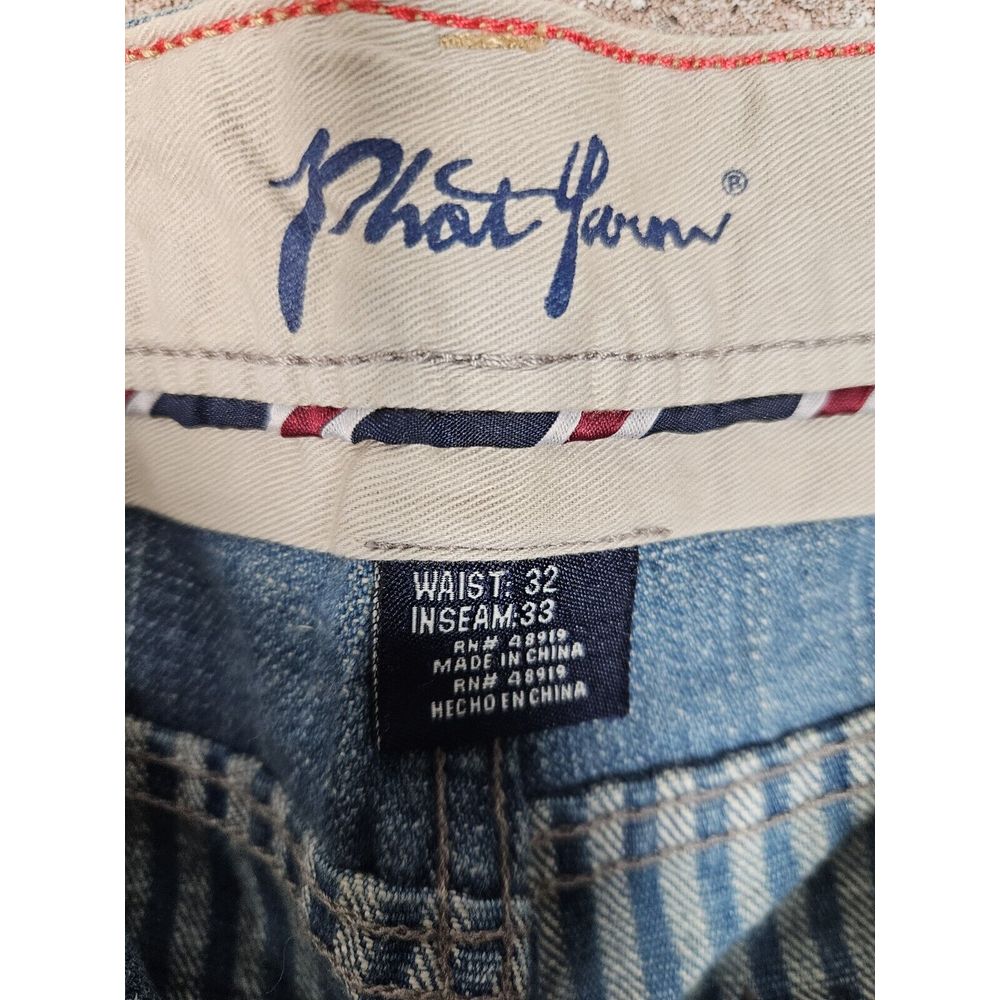 Phat Farm ®
WAIST: 32
INSEAM:33
RN# 48919
MADE IN CHINA
RN# 48919
HECHO EN CHINA